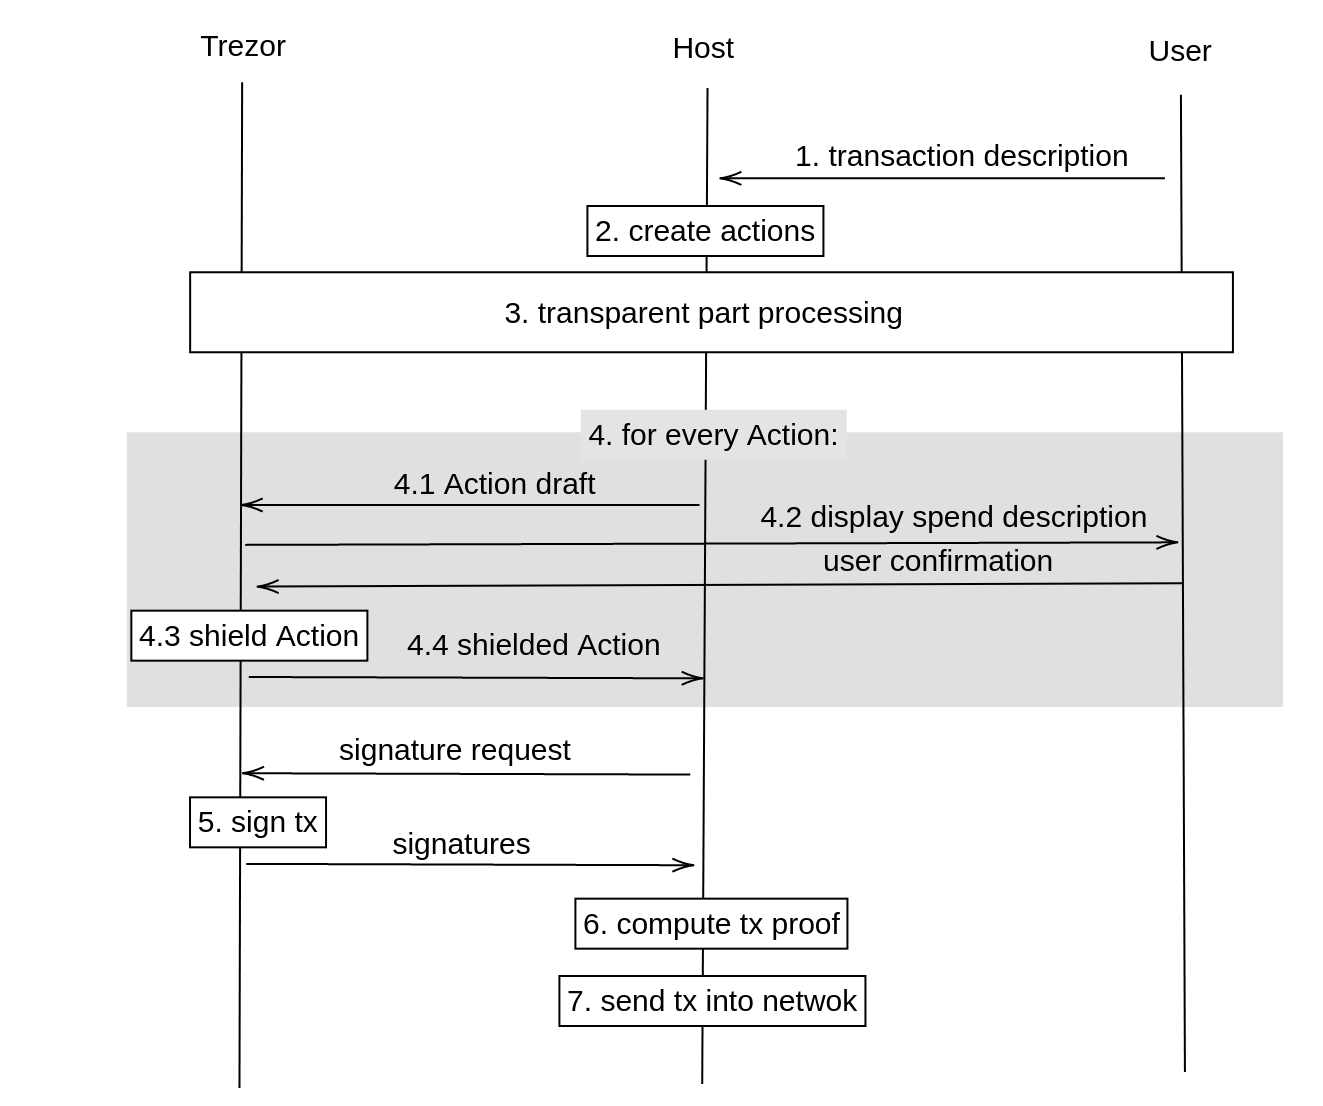 Trezor
Host
User
1. transaction description
2. create actions
3. transparent part processing
4. for every Action:
4.1 Action draft
4.2 display spend description
user confirmation
4.3 shield Action
4.4 shielded Action
signature request
5. sign tx
signatures
6. compute tx proof
7. send tx into netwok